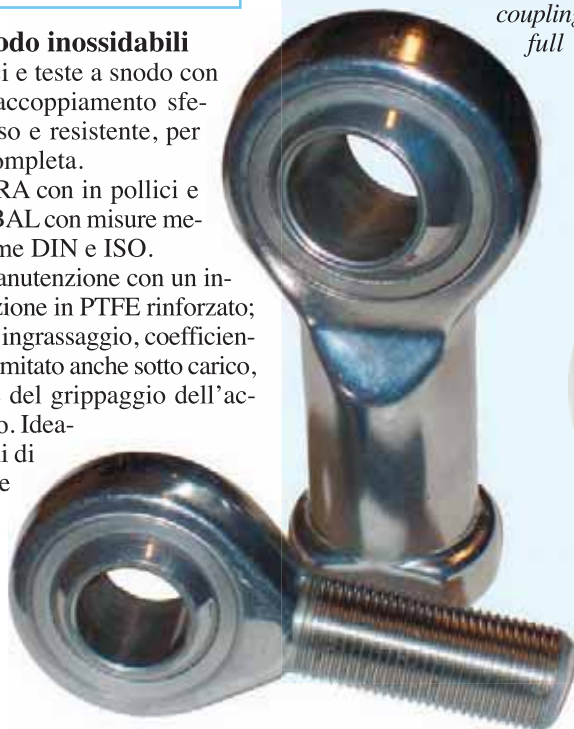 odo inossidabili
i e teste a snodo con
accoppiamento sfe-
so e resistente, per
ompleta.
RA con in pollici e
BAL con misure me-
me DIN e ISO.
anutenzione con un in-
zione in PTFE rinforzato;
ingrassaggio, coefficien-
mitato anche sotto carico,
del grippaggio dell'ac-
o. Idea-
i di
e
coupling
full